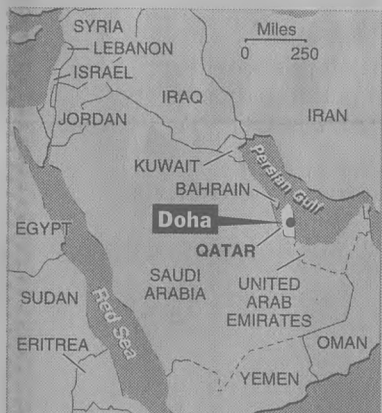 SYRIA
LEBANON
ISRAEL
JORDAN
IRAQ
Miles
0 250
IRAN
KUWAIT
Persian Gulf
BAHRAIN
Doha
QATAR
EGYPT
SAUDI
ARABIA
UNITED
ARAB
EMIRATES
SUDAN
Red Sea
ERITREA
OMAN
YEMEN